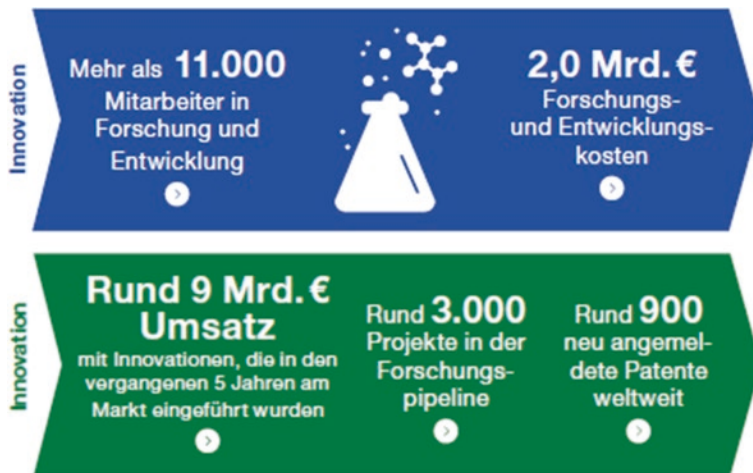 Innovation
Mehr als 11.000
Mitarbeiter in
Forschung und
Entwicklung
2,0 Mrd. €
Forschungs-
und Entwicklungs-
kosten
Innovation
Rund 9 Mrd. €
Umsatz
mit Innovationen, die in den
vergangenen 5 Jahren am
Markt eingeführt wurden
Rund 3.000
Projekte in der
Forschungs-
pipeline
Rund 900
neu angemel-
dete Patente
weltweit